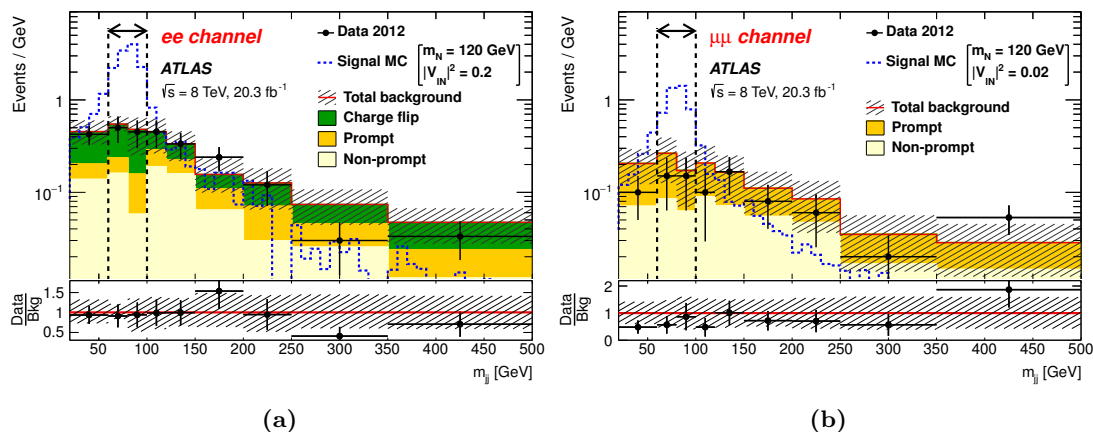 Events / GeV
ee channel
ATLAS
√s = 8 TeV, 20.3 fb⁻¹
Data 2012
Signal MC [m_N = 120 GeV
|V_IN|² = 0.2]
Total background
Charge flip
Prompt
Non-prompt
1
10⁻¹
Data
Bkg
1.5
1
0.5
50 100 150 200 250 300 350 400 450 500
m_jj [GeV]
(a)
Events / GeV
μμ channel
ATLAS
√s = 8 TeV, 20.3 fb⁻¹
Data 2012
Signal MC [m_N = 120 GeV
|V_IN|² = 0.02]
Total background
Prompt
Non-prompt
1
10⁻¹
Data
Bkg
2
1
0
50 100 150 200 250 300 350 400 450 500
m_jj [GeV]
(b)